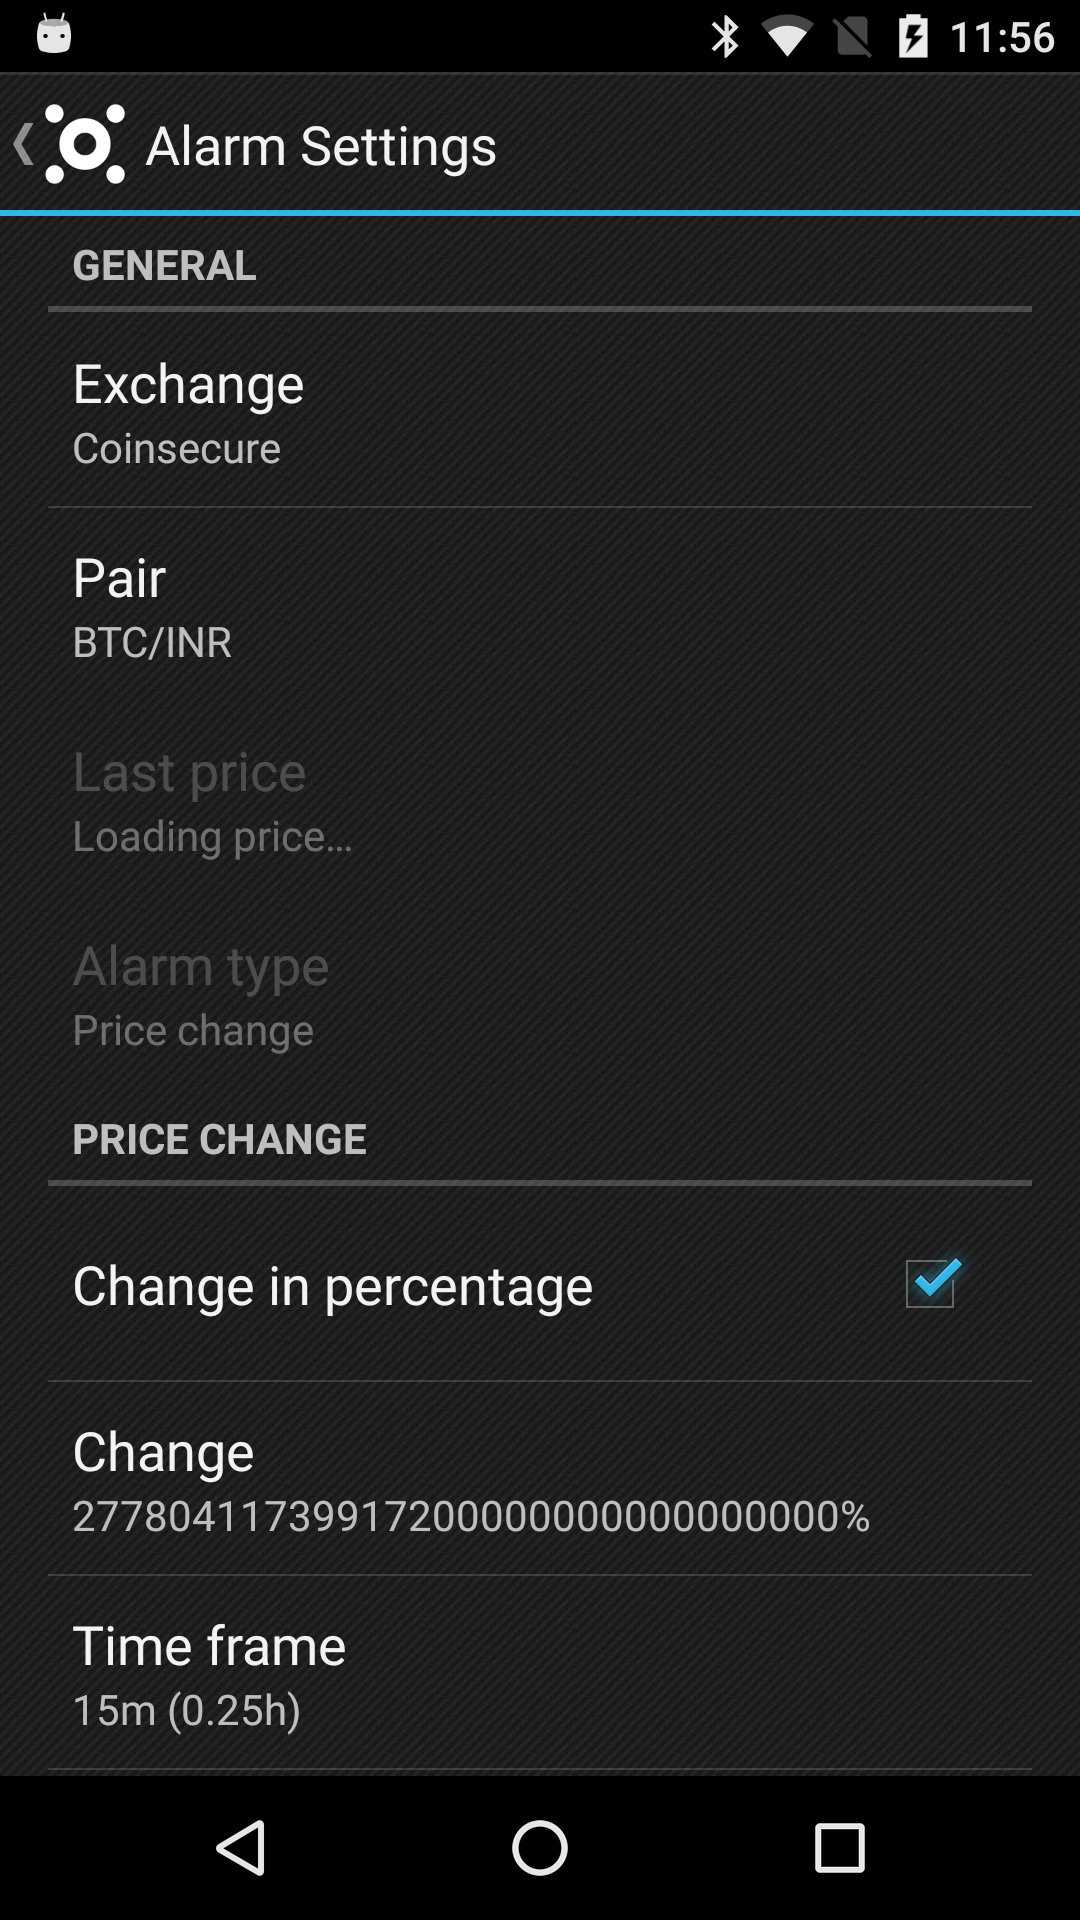 11:56
Alarm Settings
GENERAL
Exchange
Coinsecure
Pair
BTC/INR
Last price
Loading price...
Alarm type
Price change
PRICE CHANGE
Change in percentage
Change
2778041173991720000000000000000000%
Time frame
15m (0.25h)